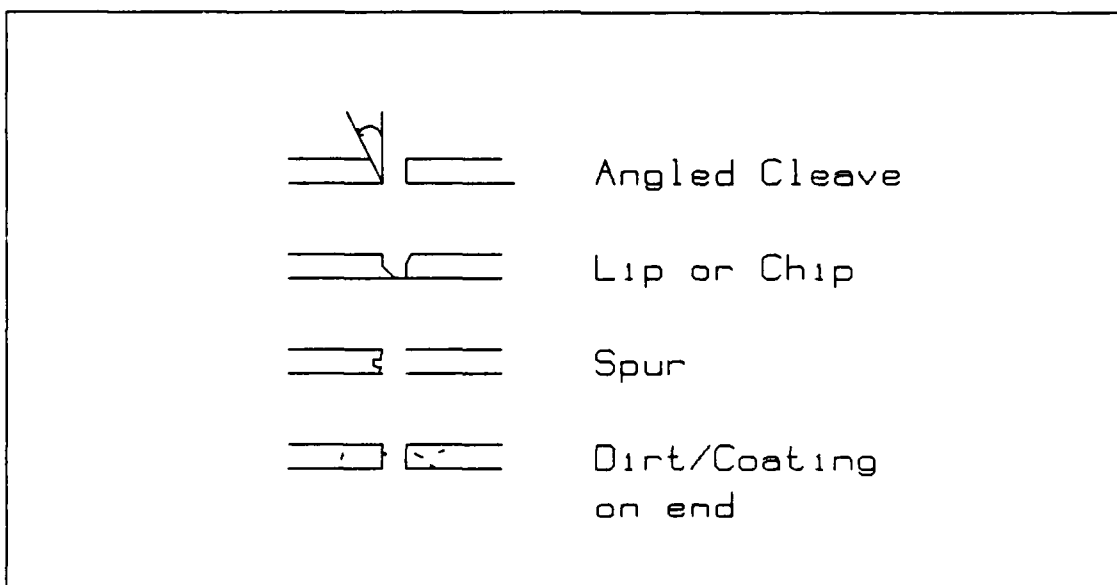 Angled Cleave
Lip or Chip
Spur
Dirt/Coating
on end